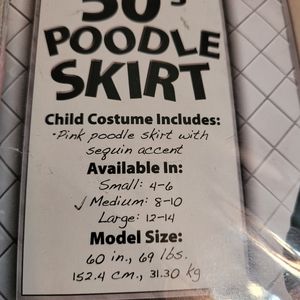 50's
POODLE
SKIRT
Child Costume Includes:
•Pink poodle skirt with
sequin accent
Available In:
Small: 4-6
✓ Medium: 8-10
Large: 12-14
Model Size:
60 in., 69 lbs.
152.4 cm., 31.30 kg